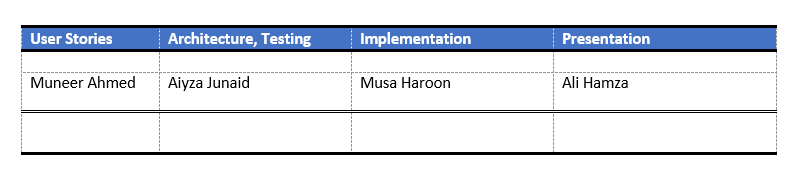 User Stories Architecture, Testing Implementation Presentation
Muneer Ahmed Aiyza Junaid Musa Haroon Ali Hamza